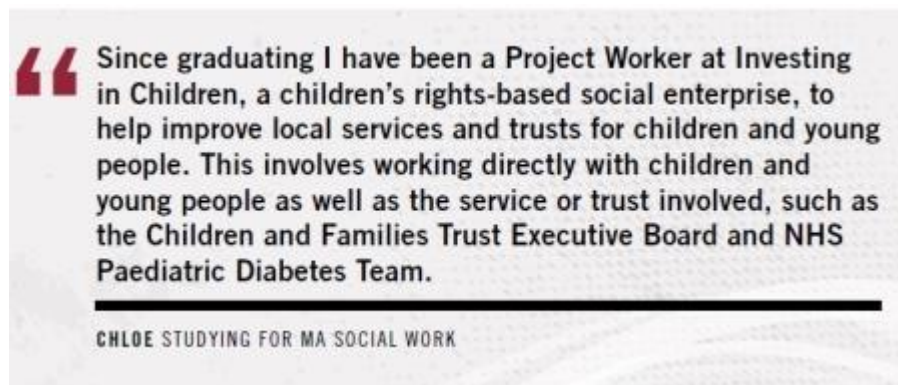 “
Since graduating I have been a Project Worker at Investing
in Children, a children’s rights-based social enterprise, to
help improve local services and trusts for children and young
people. This involves working directly with children and
young people as well as the service or trust involved, such as
the Children and Families Trust Executive Board and NHS
Paediatric Diabetes Team.
CHLOE STUDYING FOR MA SOCIAL WORK